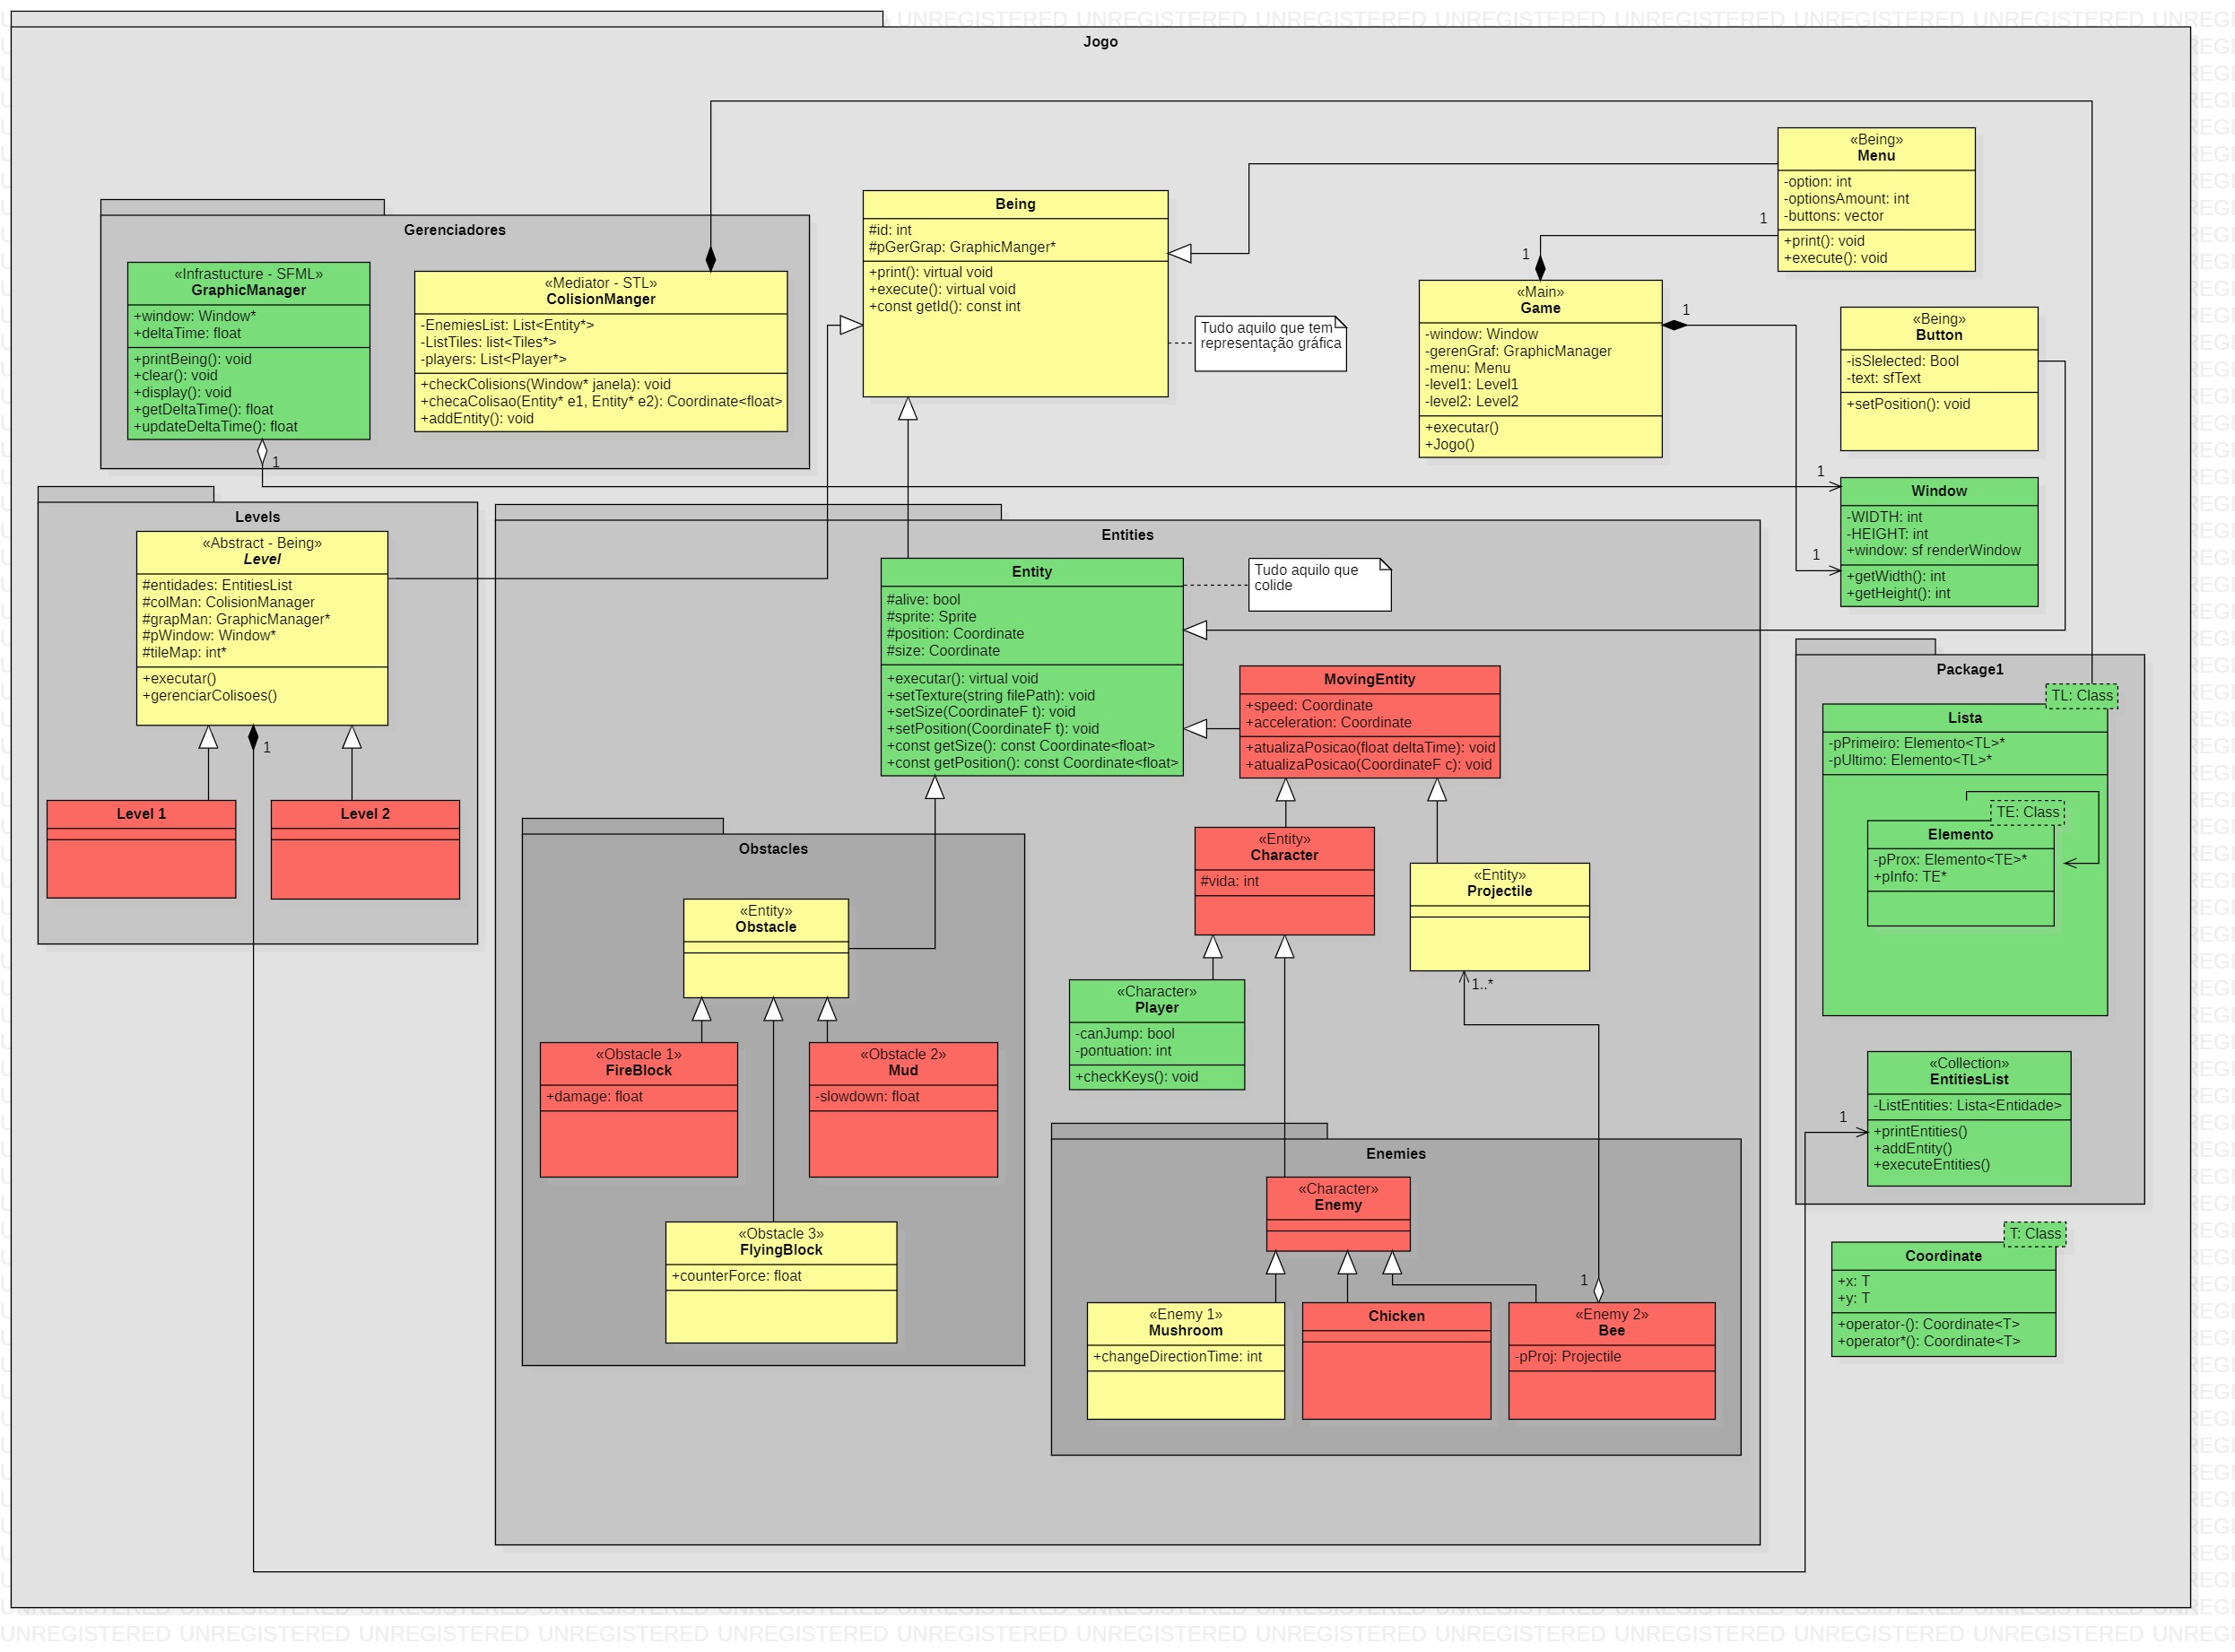 Jogo
Gerenciadores
«Infrastucture - SFML»
GraphicManager
+window: Window*
+deltaTime: float
+printBeing(): void
+clear(): void
+display(): void
+getDeltaTime(): float
+updateDeltaTime(): float
1
«Mediator - STL»
ColisionManger
-EnemiesList: List<Entity*>
-ListTiles: list<Tiles*>
-players: List<Player*>
+checkColisions(Window* janela): void
+checaColisao(Entity* e1, Entity* e2): Coordinate<float>
+addEntity(): void
Being
#id: int
#pGerGrap: GraphicManger*
+print(): virtual void
+execute(): virtual void
+const getId(): const int
Tudo aquilo que tem
representação gráfica
«Being»
Menu
-option: int
-optionsAmount: int
-buttons: vector
+print(): void
+execute(): void
1
1
«Main»
Game
-window: Window
-gerenGraf: GraphicManager
-menu: Menu
-level1: Level1
-level2: Level2
+executar()
+Jogo()
1
«Being»
Button
-isSlelected: Bool
-text: sfText
+setPosition(): void
1
1
Window
-WIDTH: int
-HEIGHT: int
+window: sf renderWindow
+getWidth(): int
+getHeight(): int
Levels
«Abstract - Being»
Level
#entidades: EntitiesList
#colMan: ColisionManager
#grapMan: GraphicManager*
#pWindow: Window*
#tileMap: int*
+executar()
+gerenciarColisoes()
1
Level 1
Level 2
Entities
Entity
#alive: bool
#sprite: Sprite
#position: Coordinate
#size: Coordinate
+executar(): virtual void
+setTexture(string filePath): void
+setSize(CoordinateF t): void
+setPosition(CoordinateF t): void
+const getSize(): const Coordinate<float>
+const getPosition(): const Coordinate<float>
Tudo aquilo que
colide
MovingEntity
+speed: Coordinate
+acceleration: Coordinate
+atualizaPosicao(float deltaTime): void
+atualizaPosicao(CoordinateF c): void
Obstacles
«Entity»
Obstacle
«Obstacle 1»
FireBlock
+damage: float
«Obstacle 2»
Mud
-slowdown: float
«Obstacle 3»
FlyingBlock
+counterForce: float
«Entity»
Character
#vida: int
«Entity»
Projectile
1..*
«Character»
Player
-canJump: bool
-pontuation: int
+checkKeys(): void
Enemies
«Character»
Enemy
«Enemy 1»
Mushroom
+changeDirectionTime: int
Chicken
1
«Enemy 2»
Bee
-pProj: Projectile
Package1
TL: Class
Lista
-pPrimeiro: Elemento<TL>*
-pUltimo: Elemento<TL>*
TE: Class
Elemento
-pProx: Elemento<TE>*
+pInfo: TE*
«Collection»
EntitiesList
-ListEntities: Lista<Entidade>
+printEntities()
+addEntity()
+executeEntities()
1
T: Class
Coordinate
+x: T
+y: T
+operator-(): Coordinate<T>
+operator*(): Coordinate<T>
UNREGISTERED UNREGISTERED UNREGISTERED UNREGISTERED UNREGISTERED UNREGISTERED UNREGISTERED UNREGISTERED UNREGISTERED UNREGISTERED UNREGISTERED UNREGISTERED